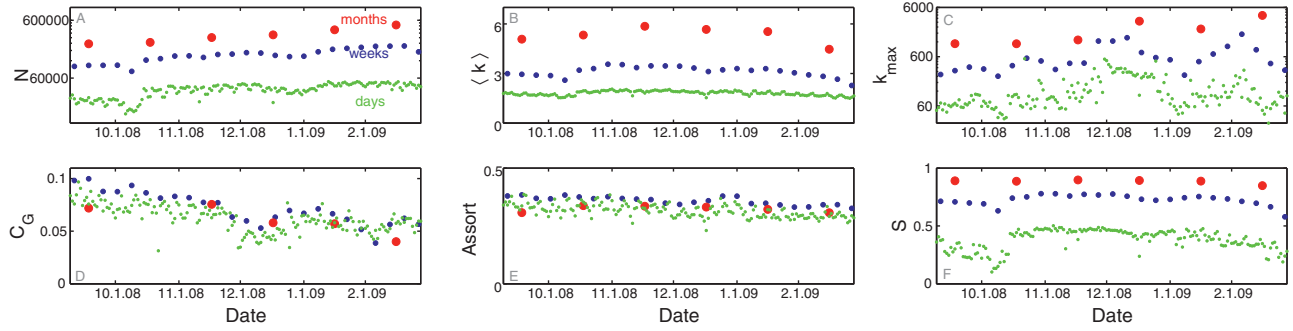 A
months
600000
weeks
N
60000
days
10.1.08 11.1.08 12.1.08 1.1.09 2.1.09
B
6
⟨ k ⟩
3
0
10.1.08 11.1.08 12.1.08 1.1.09 2.1.09
C
6000
600
kmax
60
10.1.08 11.1.08 12.1.08 1.1.09 2.1.09
0.1
CG
0.05
D
0
10.1.08 11.1.08 12.1.08 1.1.09 2.1.09
Date
0.5
Assort
E
0
10.1.08 11.1.08 12.1.08 1.1.09 2.1.09
Date
1
S
0.5
F
0
10.1.08 11.1.08 12.1.08 1.1.09 2.1.09
Date